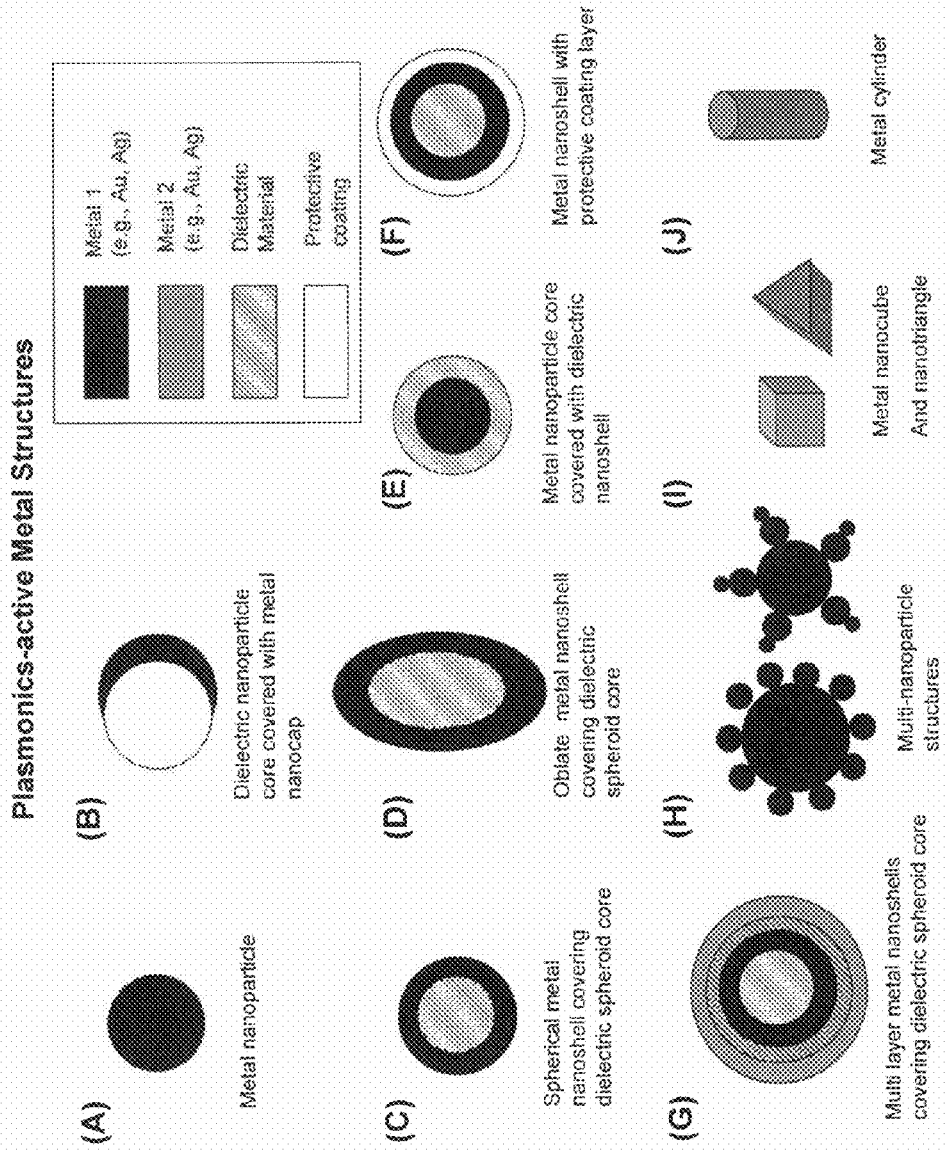 Plasmonics-active Metal Structures
Metal 1
(e.g., Au, Ag)
Metal 2
(e.g., Au, Ag)
Dielectric
Material
Protective
coating
(A)
Metal nanoparticle
(B)
Dielectric nanoparticle
core covered with metal
nanocap
(C)
Spherical metal
nanoshell covering
dielectric spheroid core
(D)
Oblate metal nanoshell
covering dielectric
spheroid core
(E)
Metal nanoparticle core
covered with dielectric
nanoshell
(F)
Metal nanoshell with
protective coating layer
(G)
Multi layer metal nanoshells
covering dielectric spheroid core
(H)
Multi-nanoparticle
structures
(I)
Metal nanocube
And nanotriangle
(J)
Metal cylinder